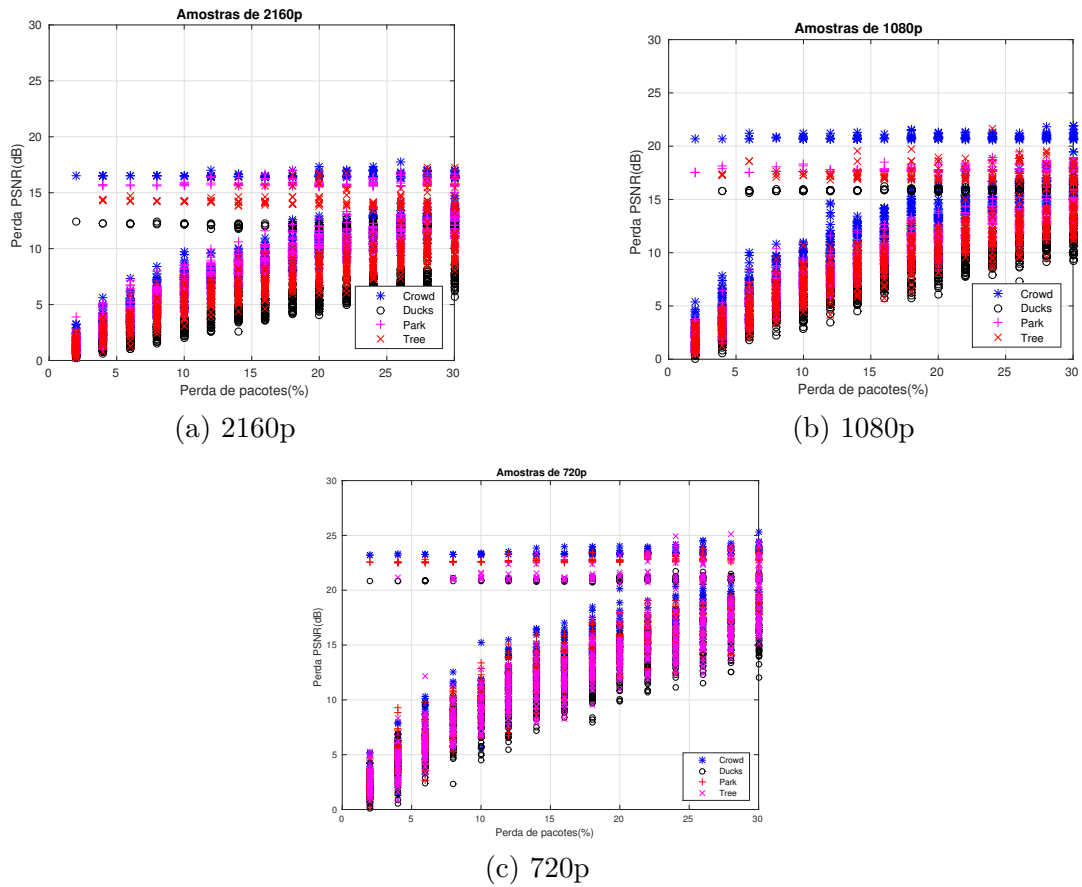 Amostras de 2160p
30
25
20
15
10
5
0
Perda PSNR(dB)
0 5 10 15 20 25 30
Perda de pacotes(%)
Crowd
Ducks
Park
Tree
(a) 2160p
Amostras de 1080p
30
25
20
15
10
5
0
Perda PSNR(dB)
0 5 10 15 20 25 30
Perda de pacotes(%)
Crowd
Ducks
Park
Tree
(b) 1080p
Amostras de 720p
30
25
20
15
10
5
0
Perda PSNR(dB)
0 5 10 15 20 25 30
Perda de pacotes(%)
Crowd
Ducks
Park
Tree
(c) 720p